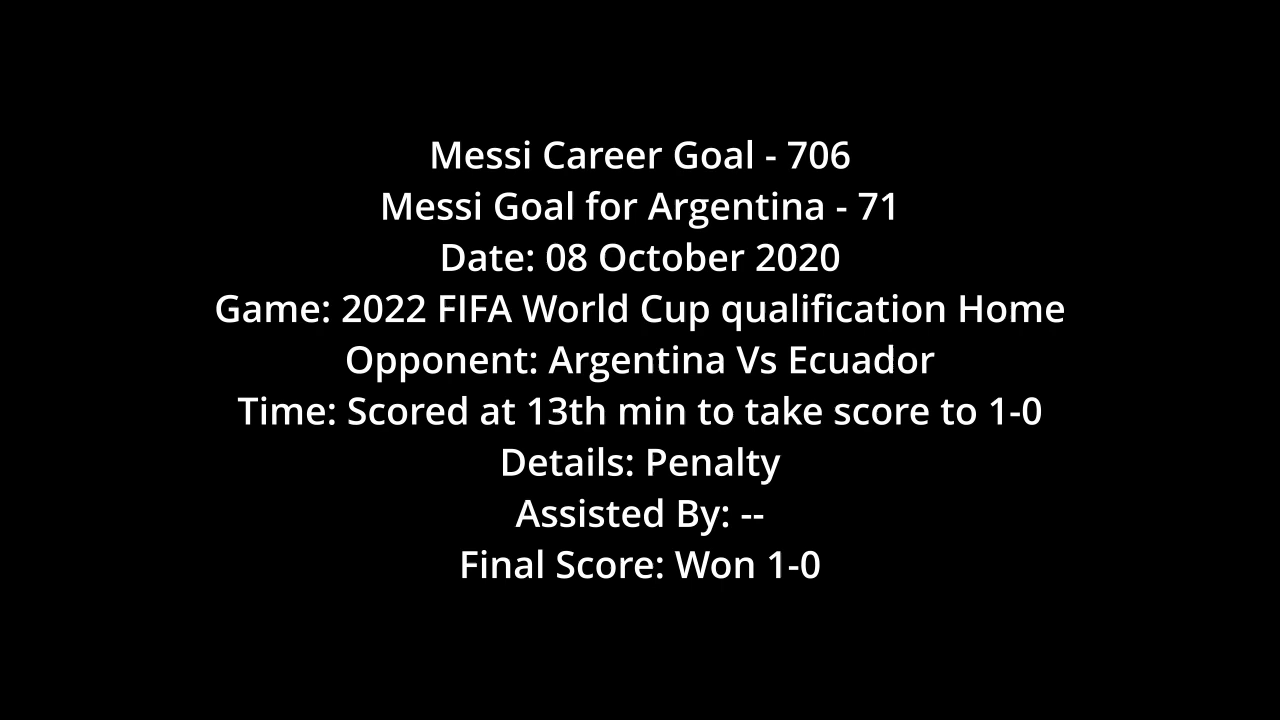 Messi Career Goal - 706
Messi Goal for Argentina - 71
Date: 08 October 2020
Game: 2022 FIFA World Cup qualification Home
Opponent: Argentina Vs Ecuador
Time: Scored at 13th min to take score to 1-0
Details: Penalty
Assisted By: --
Final Score: Won 1-0